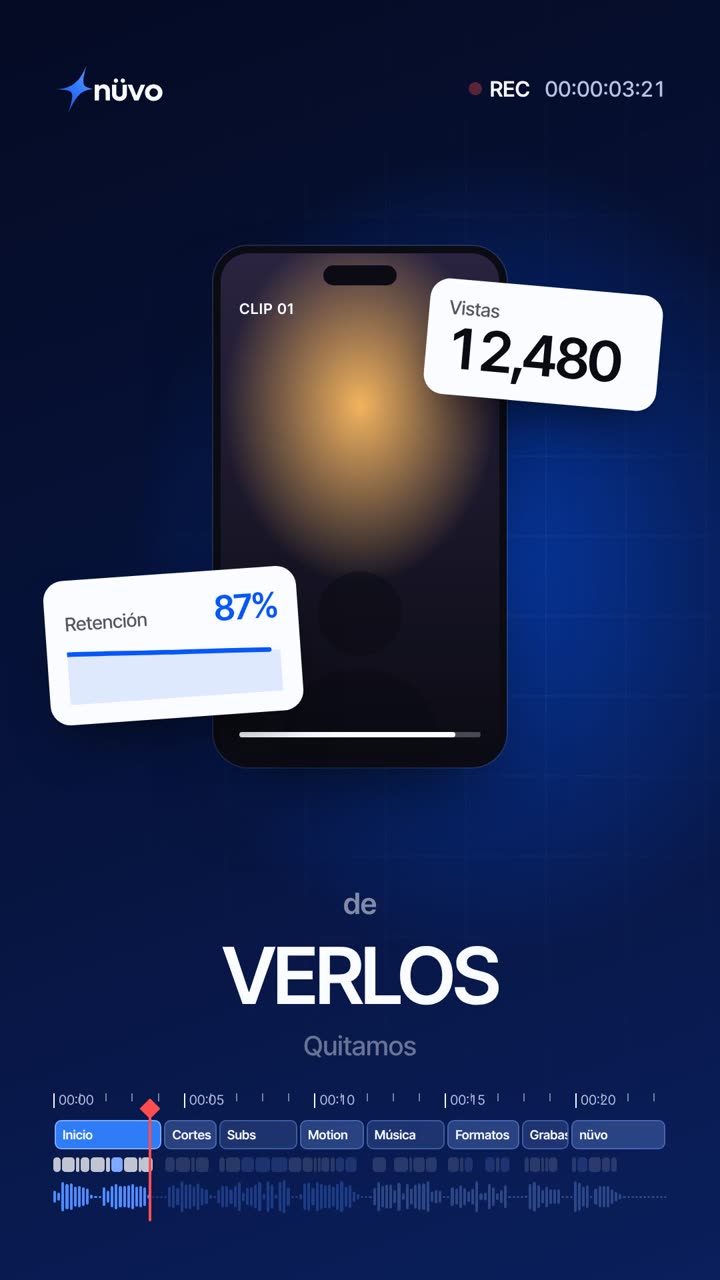 nüvo
REC 00:00:03:21
CLIP 01
Vistas
12,480
Retención 87%
de
VERLOS
Quitamos
00:00 00:05 00:10 00:15 00:20
Inicio Cortes Subs Motion Música Formatos Grabas nüvo